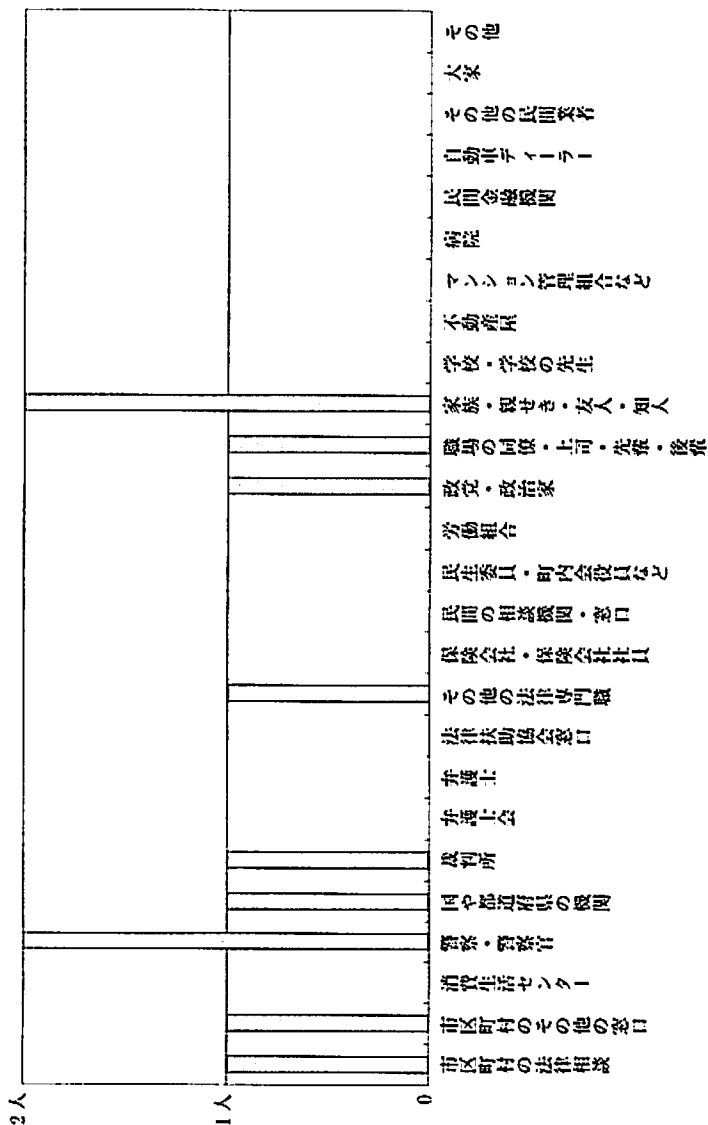 2人
1人
0
市区町村の法律相談
市区町村のその他の窓口
消費生活センター
警察・警察官
国や都道府県の機関
裁判所
弁護士会
弁護士
法律扶助協会窓口
その他の法律専門職
保険会社・保険会社社員
民間の相談機関・窓口
民生委員・町内会役員など
労働組合
政党・政治家
職場の同僚・上司・先輩・後輩
家族・親せき・友人・知人
学校・学校の先生
不動産屋
マンション管理組合など
病院
民間金融機関
自動車ディーラー
その他の民間業者
大家
その他